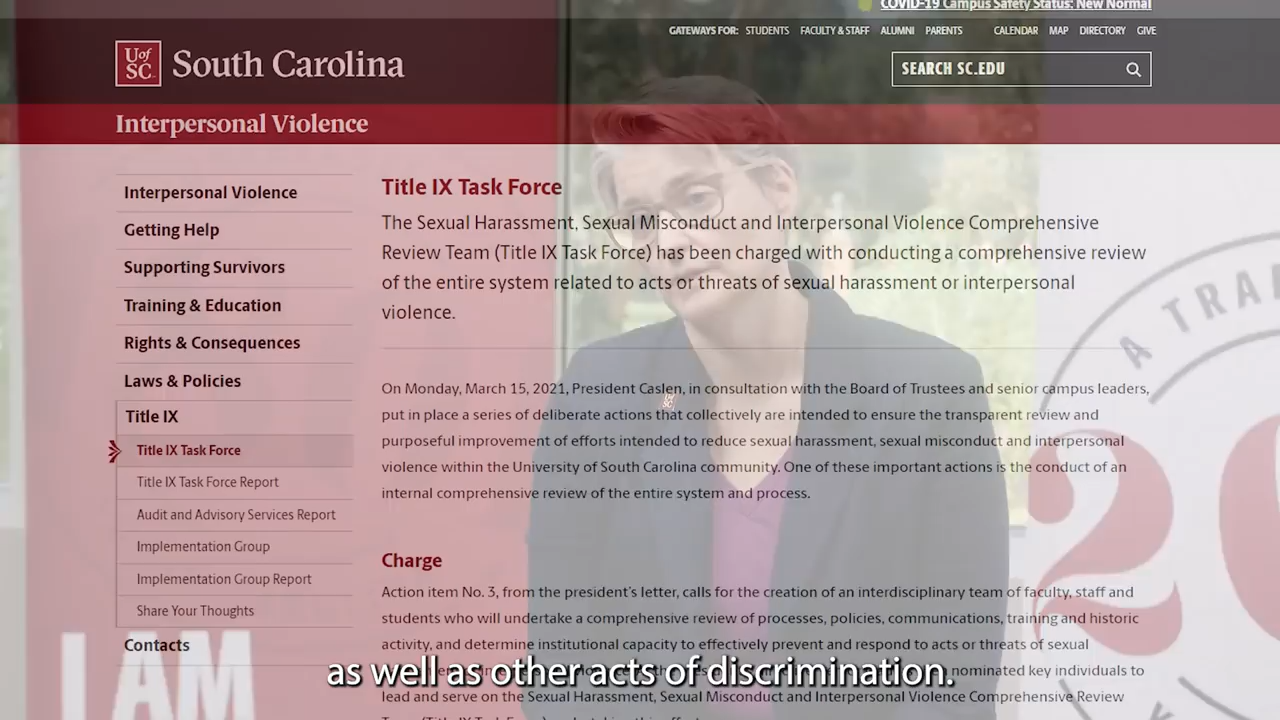 COVID-19 Campus Safety Status: New Normal
GATEWAYS FOR: STUDENTS FACULTY & STAFF ALUMNI PARENTS CALENDAR MAP DIRECTORY GIVE
UofSC South Carolina
SEARCH SC.EDU
Interpersonal Violence
Interpersonal Violence
Getting Help
Supporting Survivors
Training & Education
Rights & Consequences
Laws & Policies
Title IX
Title IX Task Force
Title IX Task Force Report
Audit and Advisory Services Report
Implementation Group
Implementation Group Report
Share Your Thoughts
Contacts
Title IX Task Force
The Sexual Harassment, Sexual Misconduct and Interpersonal Violence Comprehensive
Review Team (Title IX Task Force) has been charged with conducting a comprehensive review
of the entire system related to acts or threats of sexual harassment or interpersonal
violence.
On Monday, March 15, 2021, President Caslen, in consultation with the Board of Trustees and senior campus leaders,
put in place a series of deliberate actions that collectively are intended to ensure the transparent review and
purposeful improvement of efforts intended to reduce sexual harassment, sexual misconduct and interpersonal
violence within the University of South Carolina community. One of these important actions is the conduct of an
internal comprehensive review of the entire system and process.
Charge
Action item No. 3, from the president's letter, calls for the creation of an interdisciplinary team of faculty, staff and
students who will undertake a comprehensive review of processes, policies, communications, training and historic
activity, and determine institutional capacity to effectively prevent and respond to acts or threats of sexual
nominated key individuals to
lead and serve on the Sexual Harassment, Sexual Misconduct and Interpersonal Violence Comprehensive Review
as well as other acts of discrimination.
I AM
A TRA
20